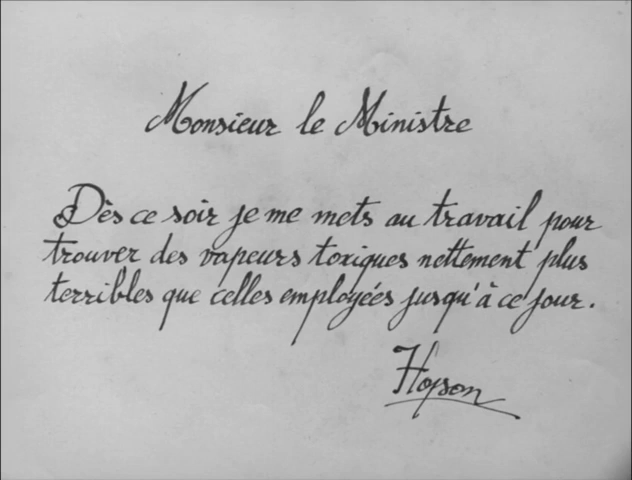 Monsieur le Ministre
Dès ce soir je me mets au travail pour
trouver des vapeurs toxiques nettement plus
terribles que celles employées jusqu'à ce jour.
Hopson